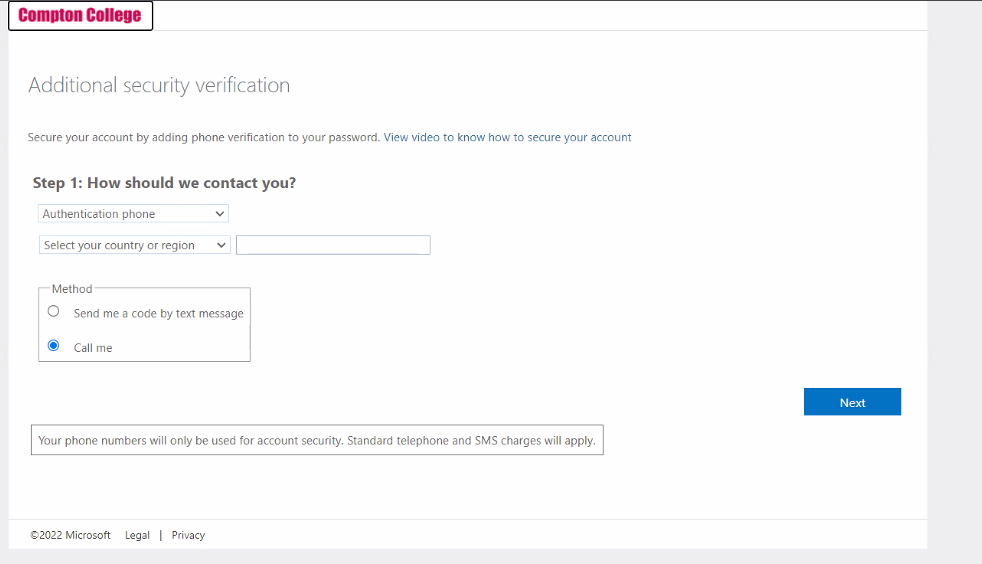 Compton College
Additional security verification
Secure your account by adding phone verification to your password. View video to know how to secure your account
Step 1: How should we contact you?
Authentication phone
Select your country or region
Method
Send me a code by text message
Call me
Next
Your phone numbers will only be used for account security. Standard telephone and SMS charges will apply.
©2022 Microsoft Legal | Privacy